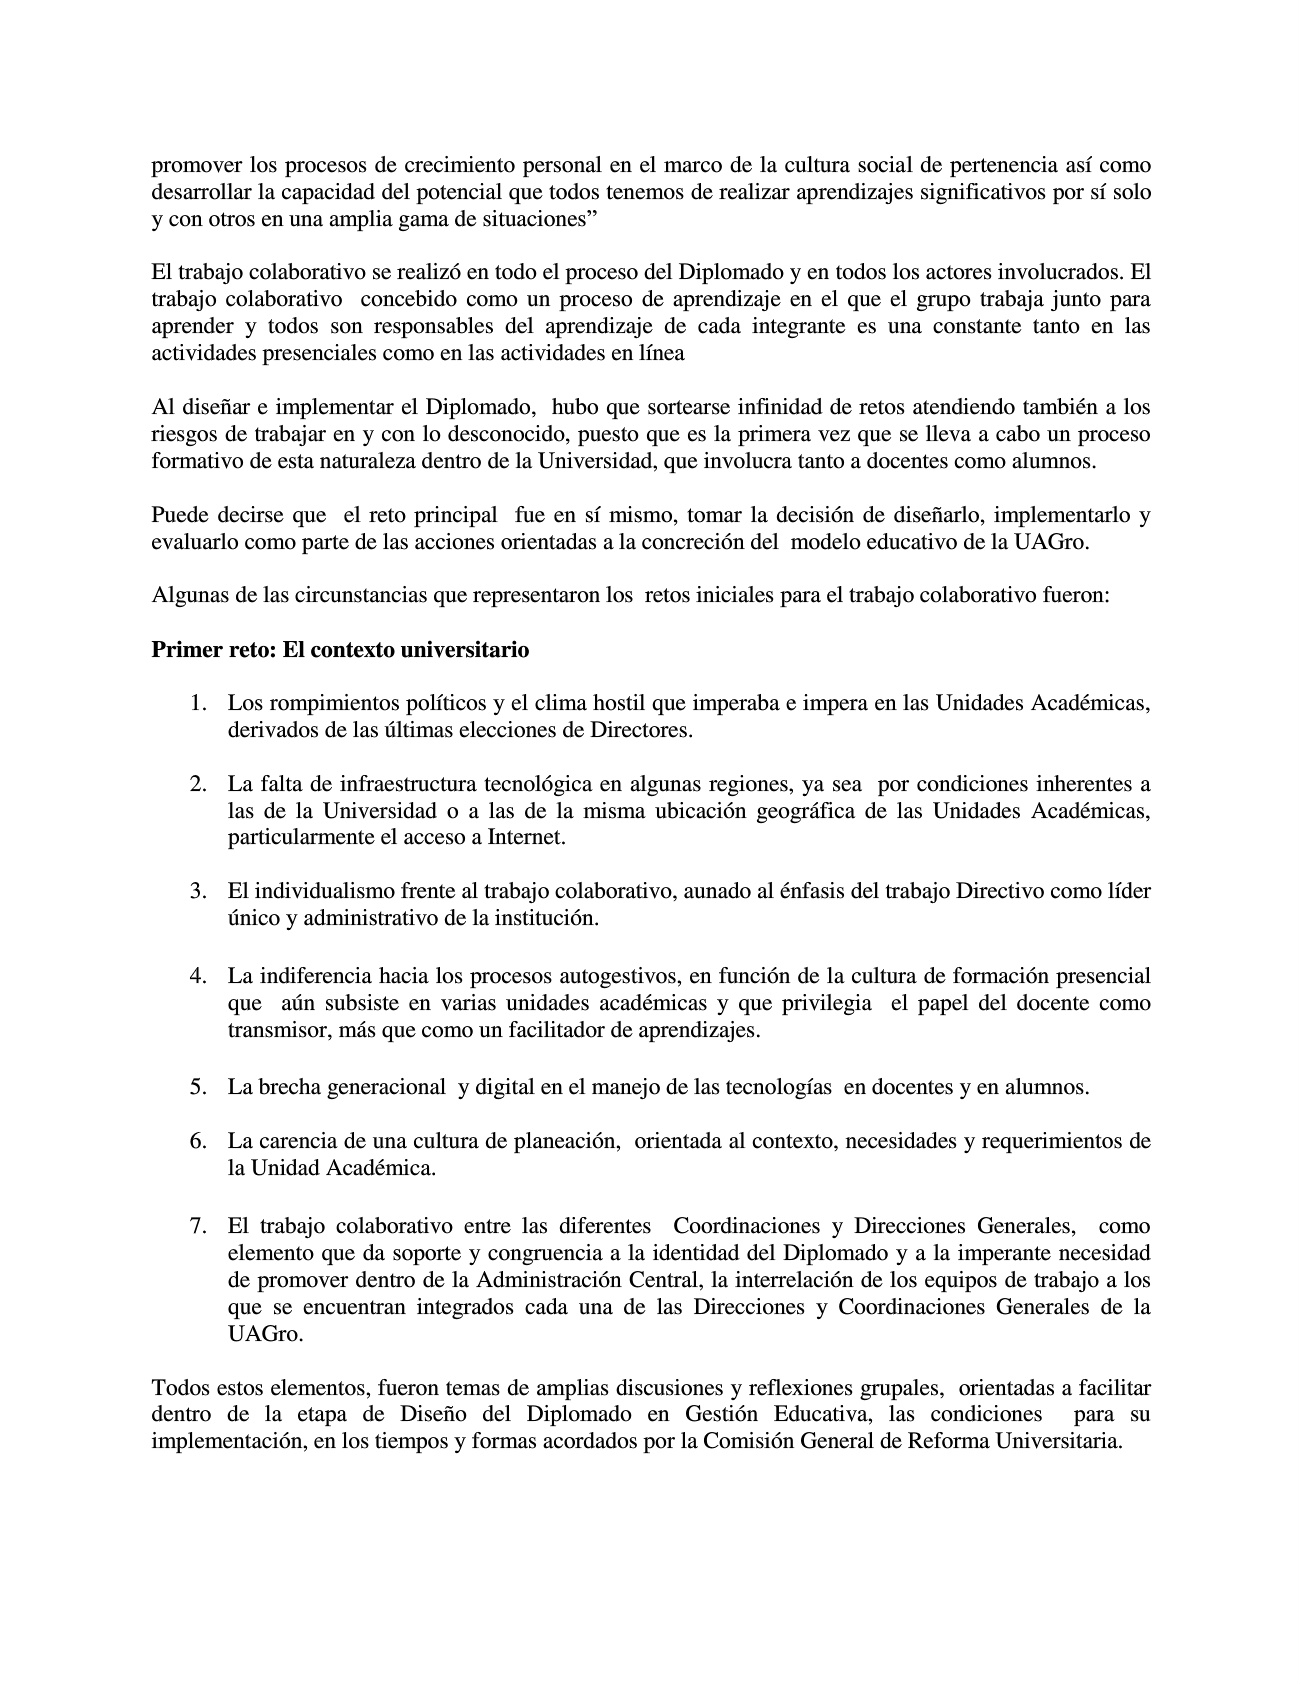 promover los procesos de crecimiento personal en el marco de la cultura social de pertenencia así como
desarrollar la capacidad del potencial que todos tenemos de realizar aprendizajes significativos por sí solo
y con otros en una amplia gama de situaciones”
El trabajo colaborativo se realizó en todo el proceso del Diplomado y en todos los actores involucrados. El
trabajo colaborativo concebido como un proceso de aprendizaje en el que el grupo trabaja junto para
aprender y todos son responsables del aprendizaje de cada integrante es una constante tanto en las
actividades presenciales como en las actividades en línea
Al diseñar e implementar el Diplomado, hubo que sortearse infinidad de retos atendiendo también a los
riesgos de trabajar en y con lo desconocido, puesto que es la primera vez que se lleva a cabo un proceso
formativo de esta naturaleza dentro de la Universidad, que involucra tanto a docentes como alumnos.
Puede decirse que el reto principal fue en sí mismo, tomar la decisión de diseñarlo, implementarlo y
evaluarlo como parte de las acciones orientadas a la concreción del modelo educativo de la UAGro.
Algunas de las circunstancias que representaron los retos iniciales para el trabajo colaborativo fueron:
Primer reto: El contexto universitario
1. Los rompimientos políticos y el clima hostil que imperaba e impera en las Unidades Académicas,
derivados de las últimas elecciones de Directores.
2. La falta de infraestructura tecnológica en algunas regiones, ya sea por condiciones inherentes a
las de la Universidad o a las de la misma ubicación geográfica de las Unidades Académicas,
particularmente el acceso a Internet.
3. El individualismo frente al trabajo colaborativo, aunado al énfasis del trabajo Directivo como líder
único y administrativo de la institución.
4. La indiferencia hacia los procesos autogestivos, en función de la cultura de formación presencial
que aún subsiste en varias unidades académicas y que privilegia el papel del docente como
transmisor, más que como un facilitador de aprendizajes.
5. La brecha generacional y digital en el manejo de las tecnologías en docentes y en alumnos.
6. La carencia de una cultura de planeación, orientada al contexto, necesidades y requerimientos de
la Unidad Académica.
7. El trabajo colaborativo entre las diferentes Coordinaciones y Direcciones Generales, como
elemento que da soporte y congruencia a la identidad del Diplomado y a la imperante necesidad
de promover dentro de la Administración Central, la interrelación de los equipos de trabajo a los
que se encuentran integrados cada una de las Direcciones y Coordinaciones Generales de la
UAGro.
Todos estos elementos, fueron temas de amplias discusiones y reflexiones grupales, orientadas a facilitar
dentro de la etapa de Diseño del Diplomado en Gestión Educativa, las condiciones para su
implementación, en los tiempos y formas acordados por la Comisión General de Reforma Universitaria.